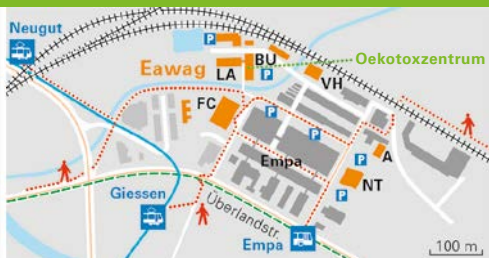 Neugut
P
BU
Oekotoxzentrum
Eawag
LA
P
VH
FC
P
P
P
Empa
A
P
NT
Giessen
Überlandstr.
P
Empa
100 m